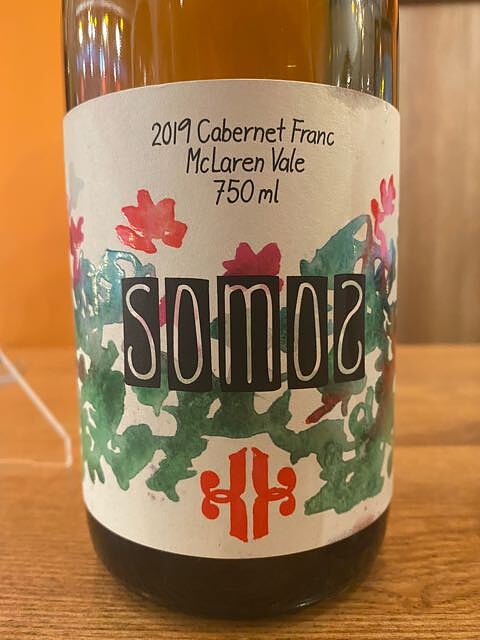 2019 Cabernet Franc
McLaren Vale
750 ml
SOMOS